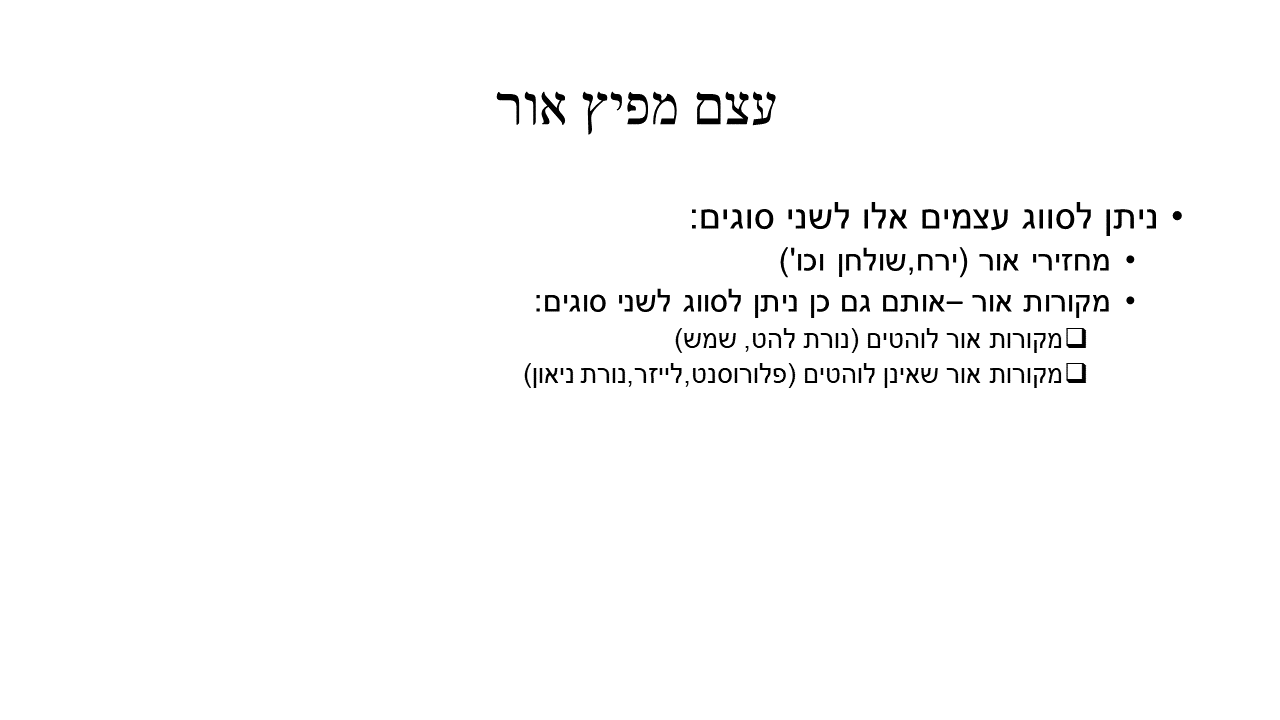 עצם מפיץ אור
• ניתן לסווג עצמים אלו לשני סוגים:
• מחזירי אור (ירח,שולחן וכו')
• מקורות אור –אותם גם כן ניתן לסווג לשני סוגים:
❑מקורות אור לוהטים (נורת להט, שמש)
❑מקורות אור שאינן לוהטים (פלורוסנט,לייזר,נורת ניאון)